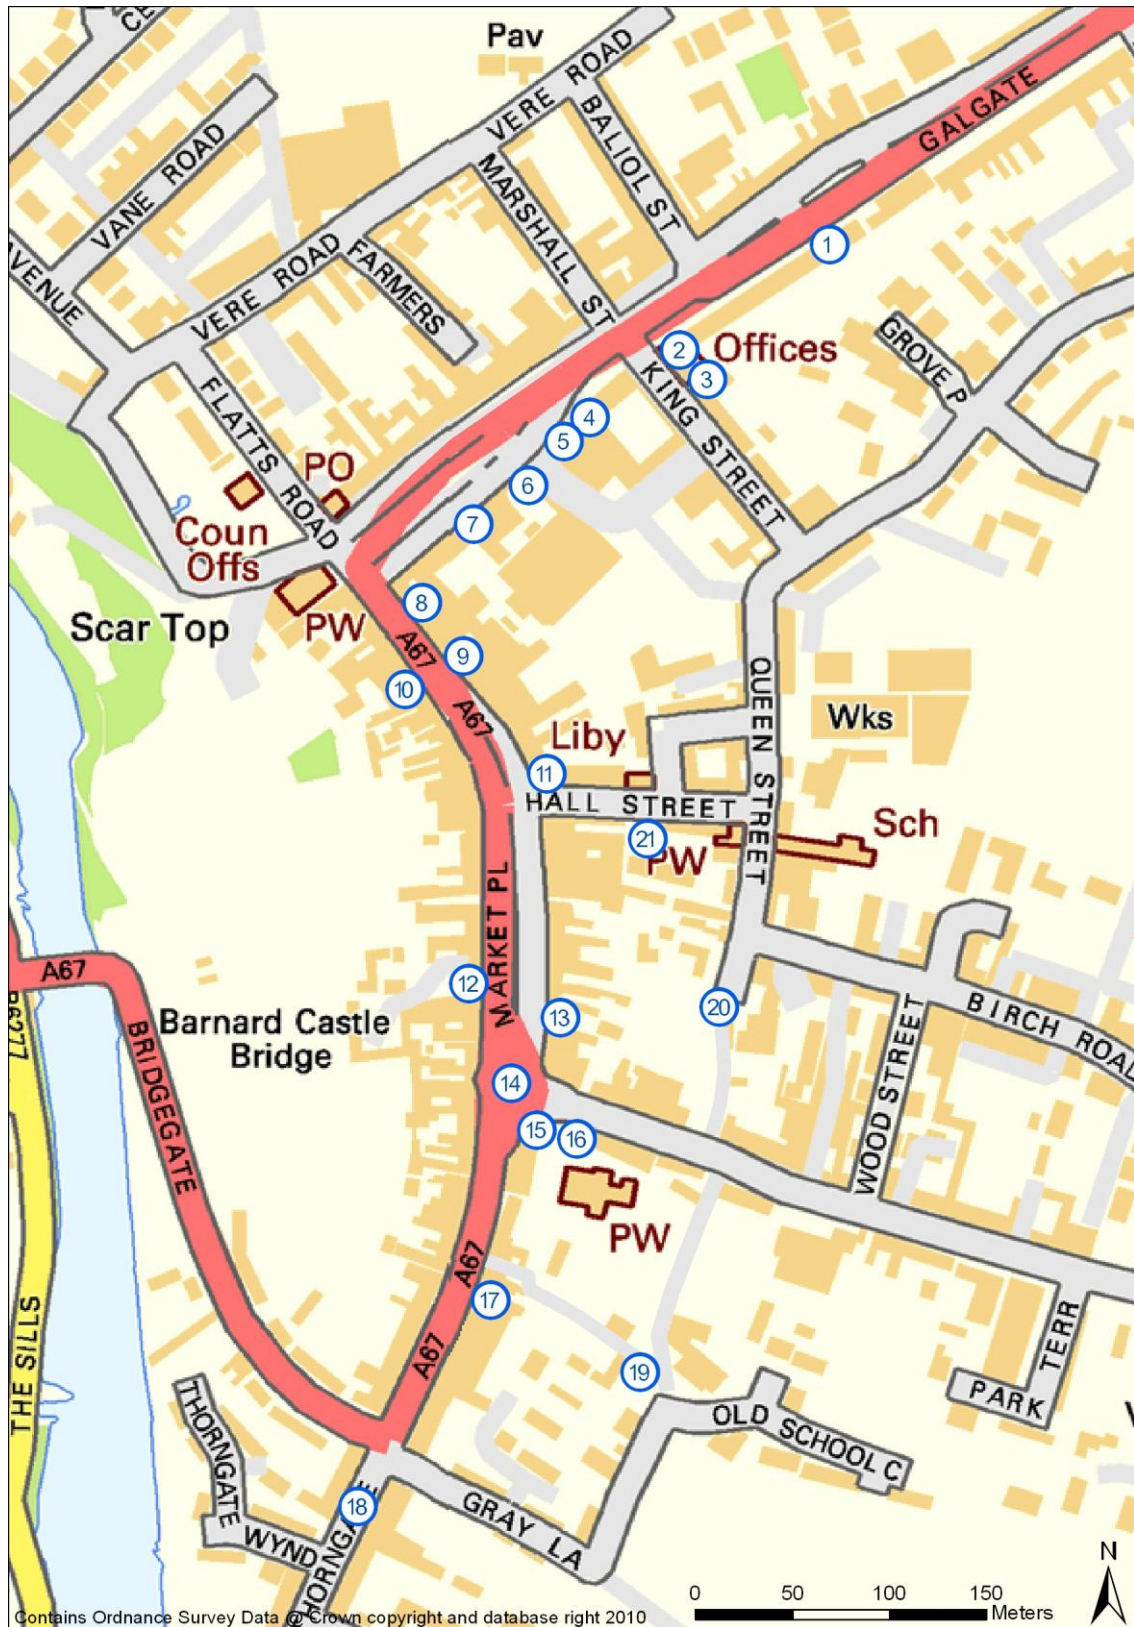 CE
Pav
VERE ROAD
GALGATE
VANE ROAD
BALIOL ST
MARSHALL ST
AVENUE
VERE ROAD
FARMERS
1
GROVE P
2
Offices
3
KING STREET
FLATTS ROAD
4
5
PO
6
7
Coun
Offs
PW
Scar Top
8
A67
9
10
A67
QUEEN STREET
Wks
Liby
11
HALL STREET
Sch
21
PW
MARKET PL
A67
12
B6277
13
20
BIRCH ROAD
Barnard Castle
Bridge
BRIDGEGATE
WOOD STREET
14
15
16
PW
A67
17
THE SILLS
A67
19
PARK
TERR
V
THORNGATE
WYND
OLD SCHOOL C
18
GRAY LA
N
0 50 100 150
Meters
Contains Ordnance Survey Data @ Crown copyright and database right 2010